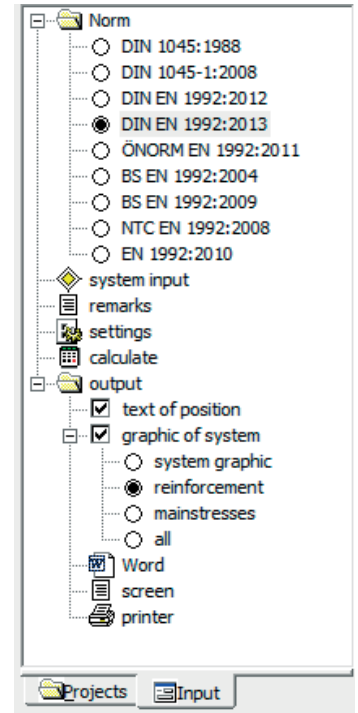 Norm
DIN 1045:1988
DIN 1045-1:2008
DIN EN 1992:2012
DIN EN 1992:2013
ÖNORM EN 1992:2011
BS EN 1992:2004
BS EN 1992:2009
NTC EN 1992:2008
EN 1992:2010
system input
remarks
settings
calculate
output
text of position
graphic of system
system graphic
reinforcement
mainstresses
all
Word
screen
printer
Projects Input